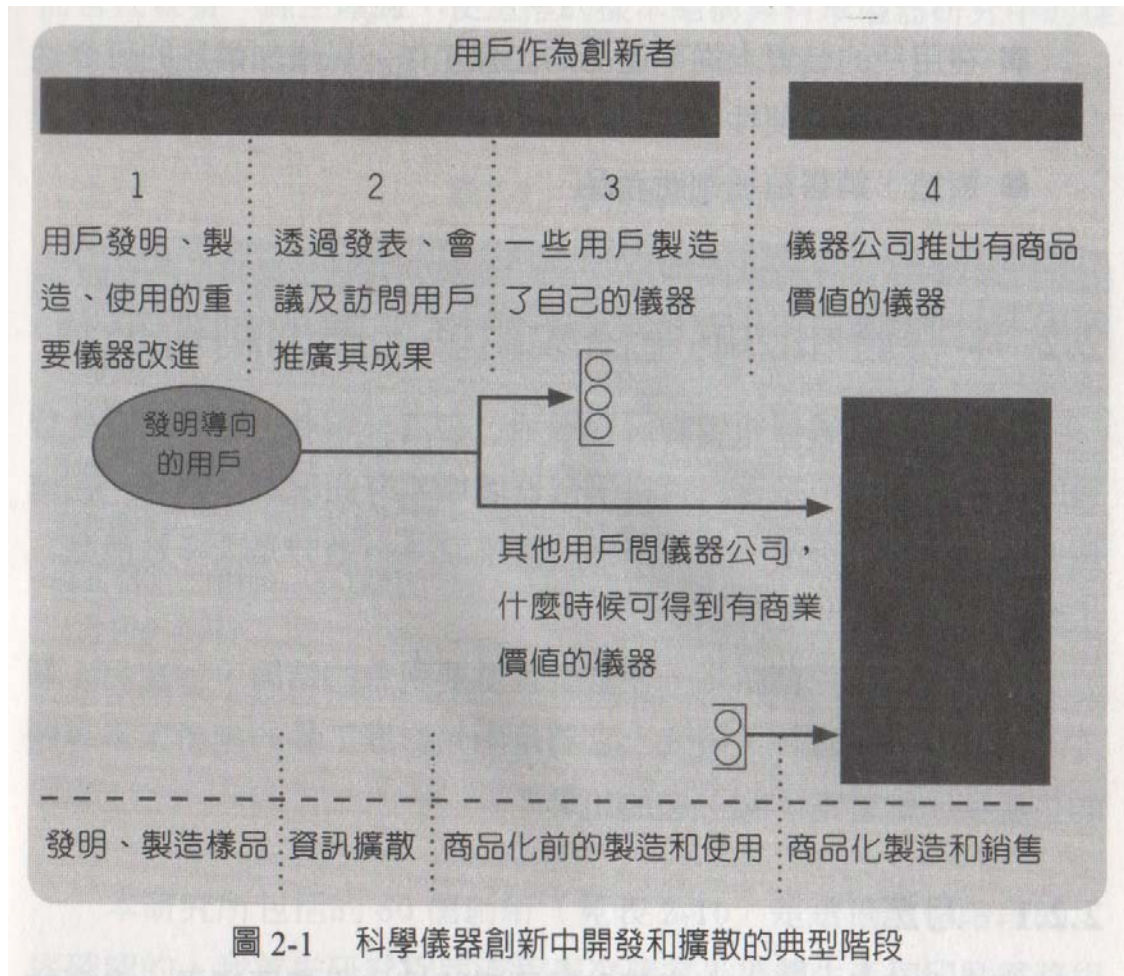 用戶作為創新者
1
用戶發明、製
造、使用的重
要儀器改進
2
透過發表、會
議及訪問用戶
推廣其成果
3
一些用戶製造
了自己的儀器
4
儀器公司推出有商品
價值的儀器
發明導向
的用戶
其他用戶問儀器公司，
什麼時候可得到有商業
價值的儀器
發明、製造樣品
資訊擴散
商品化前的製造和使用
商品化製造和銷售
圖 2-1 科學儀器創新中開發和擴散的典型階段